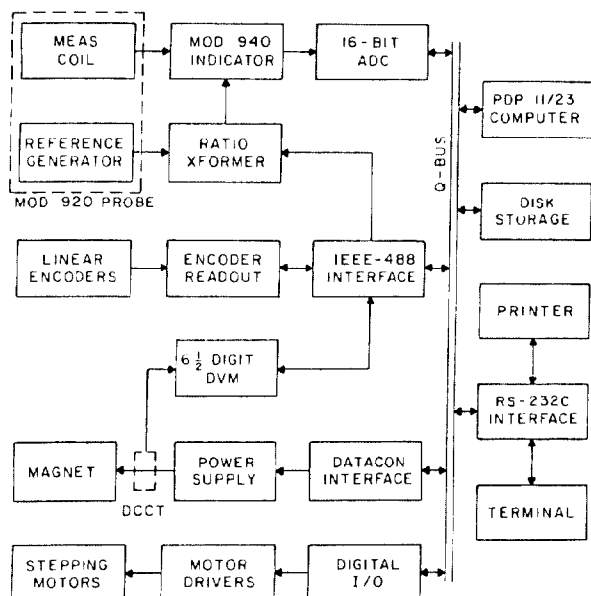 MEAS
COIL
MOD 940
INDICATOR
16-BIT
ADC
PDP 11/23
COMPUTER
REFERENCE
GENERATOR
RATIO
XFORMER
Q-BUS
MOD 920 PROBE
DISK
STORAGE
LINEAR
ENCODERS
ENCODER
READOUT
IEEE-488
INTERFACE
PRINTER
6 1/2 DIGIT
DVM
RS-232C
INTERFACE
MAGNET
DCCT
POWER
SUPPLY
DATACON
INTERFACE
TERMINAL
STEPPING
MOTORS
MOTOR
DRIVERS
DIGITAL
I/O